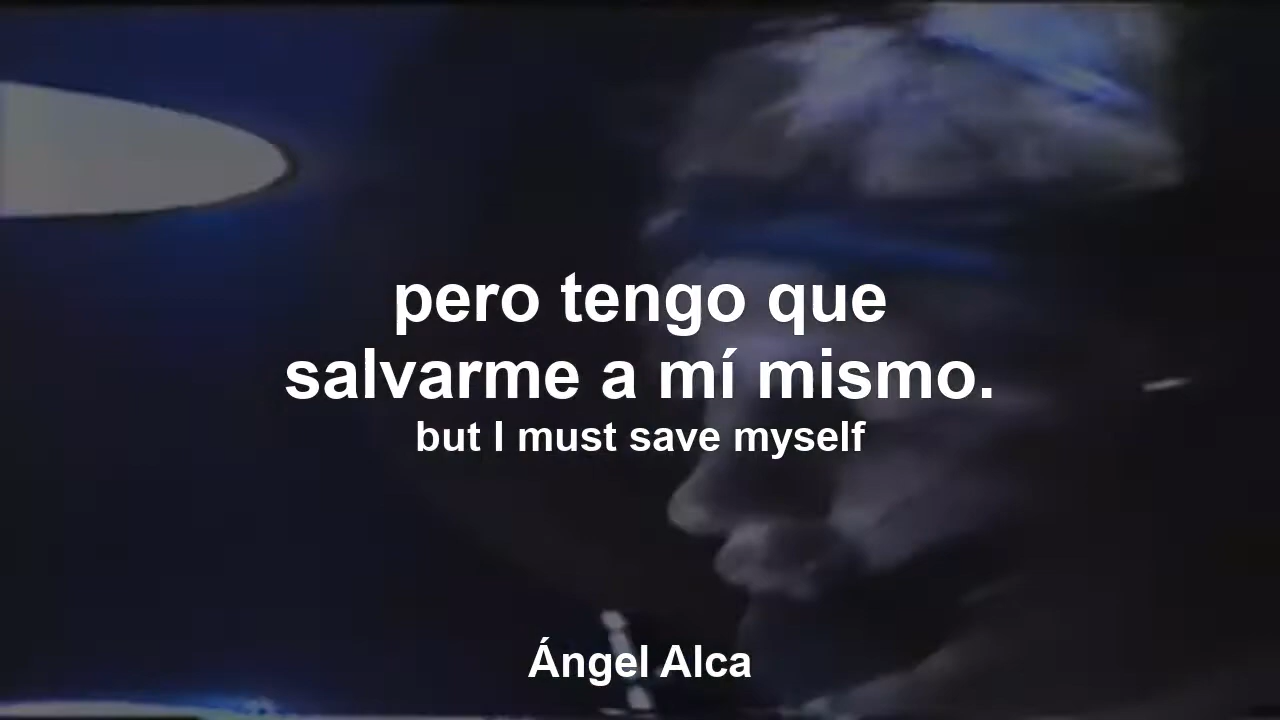 pero tengo que
salvarme a mí mismo.
but I must save myself
Ángel Alca